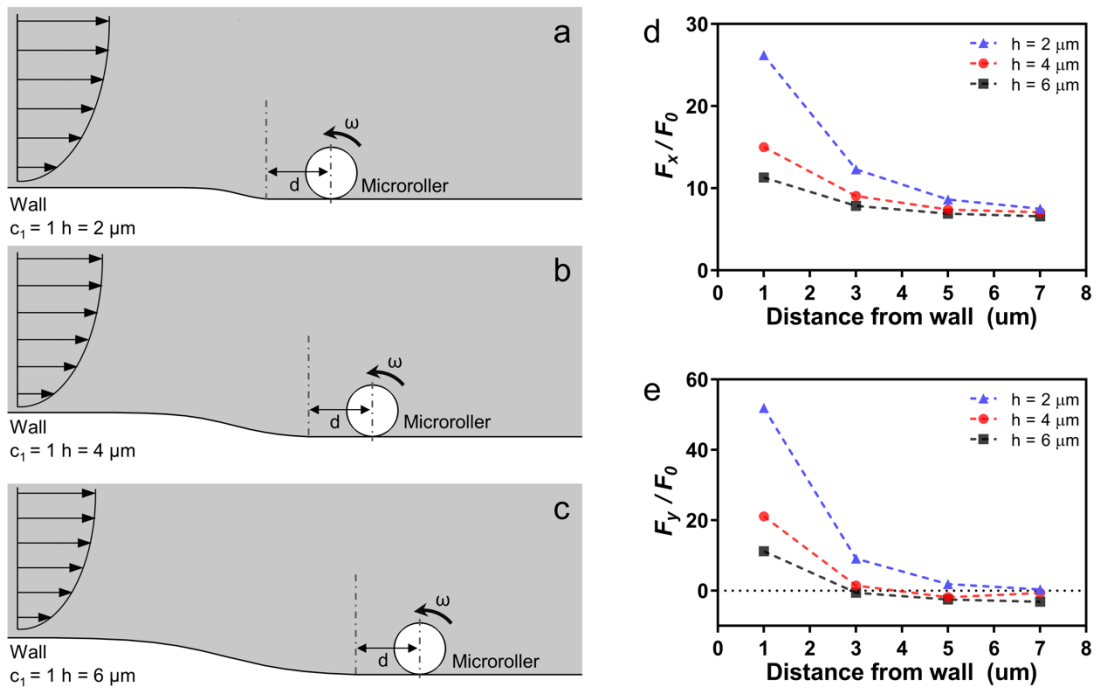 a
ω
d
Microroller
Wall
c₁ = 1 h = 2 µm
b
ω
d
Microroller
Wall
c₁ = 1 h = 4 µm
c
ω
d
Microroller
Wall
c₁ = 1 h = 6 µm
d
30
20
10
0
Fₓ / F₀
h = 2 µm
h = 4 µm
h = 6 µm
0 1 2 3 4 5 6 7 8
Distance from wall (um)
e
60
40
20
0
F_y / F₀
h = 2 µm
h = 4 µm
h = 6 µm
0 1 2 3 4 5 6 7 8
Distance from wall (um)